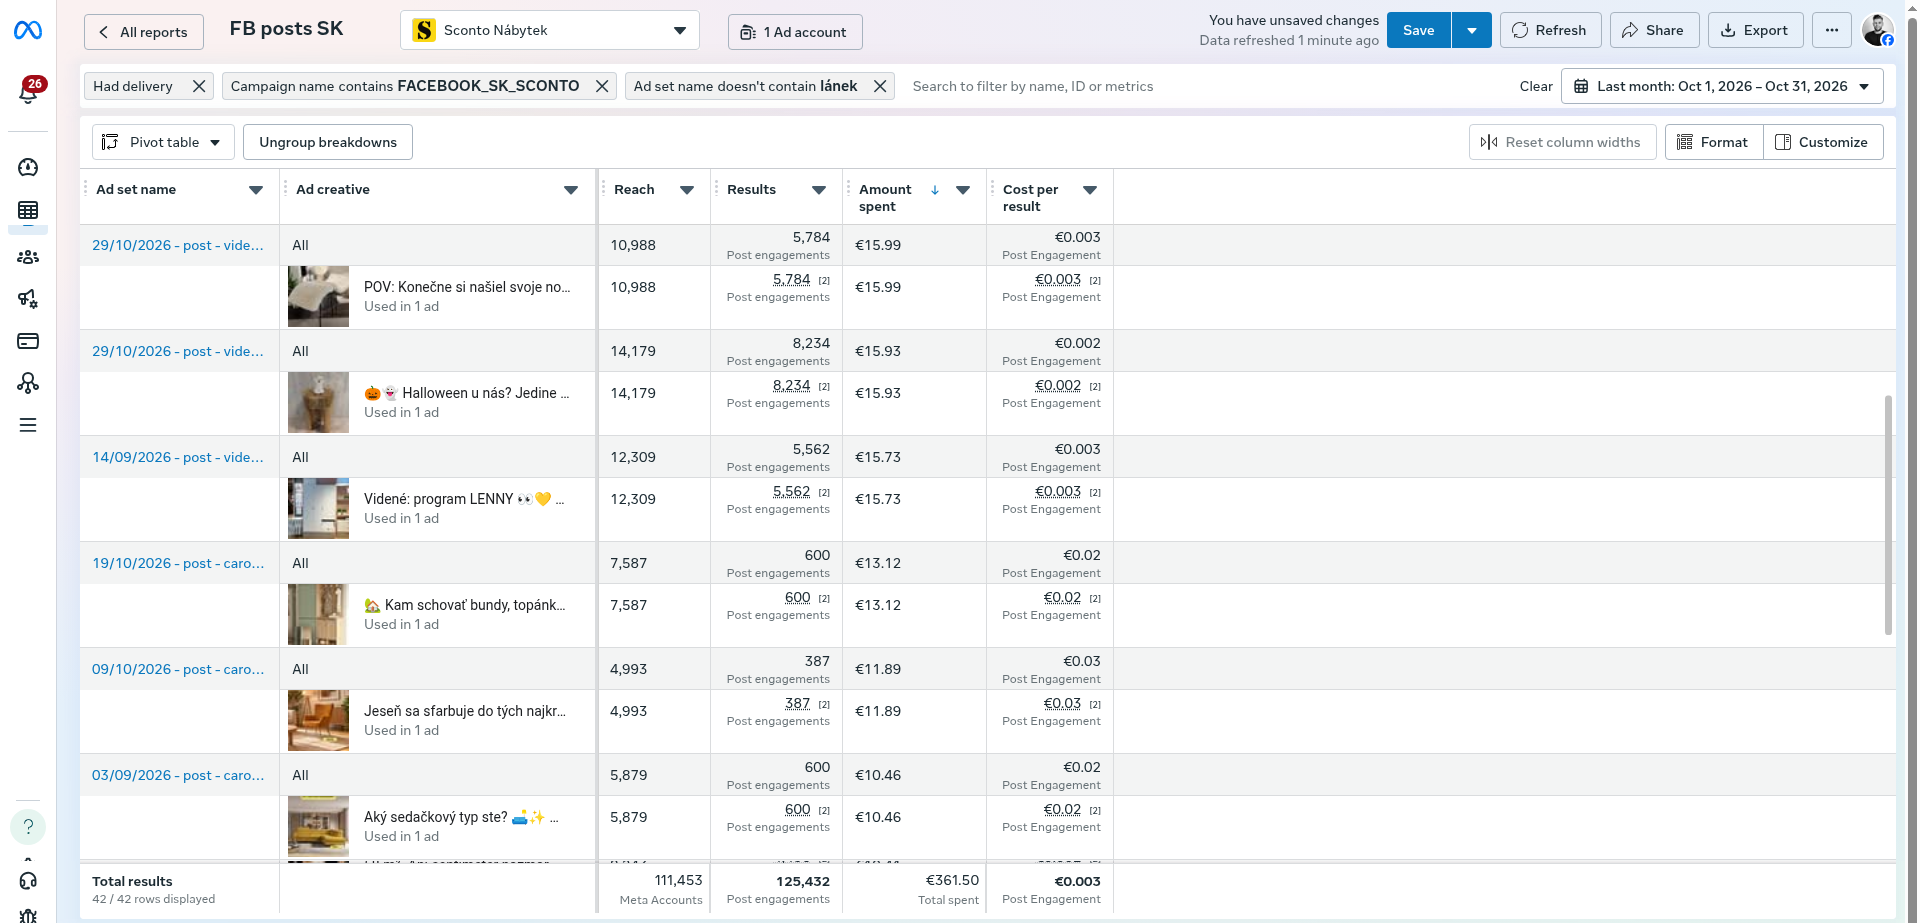 All reports
FB posts SK
Sconto Nábytek
1 Ad account
You have unsaved changes
Data refreshed 1 minute ago
Save
Refresh
Share
Export
26
Had delivery
Campaign name contains FACEBOOK_SK_SCONTO
Ad set name doesn't contain lánek
Search to filter by name, ID or metrics
Clear
Last month: Oct 1, 2026 – Oct 31, 2026
Pivot table
Ungroup breakdowns
Reset column widths
Format
Customize
Ad set name
Ad creative
Reach
Results
Amount spent
Cost per result
29/10/2026 - post - vide...
All
10,988
5,784
Post engagements
€15.99
€0.003
Post Engagement
POV: Konečne si našiel svoje no...
Used in 1 ad
10,988
5,784 [2]
Post engagements
€15.99
€0.003 [2]
Post Engagement
29/10/2026 - post - vide...
All
14,179
8,234
Post engagements
€15.93
€0.002
Post Engagement
🎃👻 Halloween u nás? Jedine ...
Used in 1 ad
14,179
8,234 [2]
Post engagements
€15.93
€0.002 [2]
Post Engagement
14/09/2026 - post - vide...
All
12,309
5,562
Post engagements
€15.73
€0.003
Post Engagement
Videné: program LENNY 👀💛 ...
Used in 1 ad
12,309
5,562 [2]
Post engagements
€15.73
€0.003 [2]
Post Engagement
19/10/2026 - post - caro...
All
7,587
600
Post engagements
€13.12
€0.02
Post Engagement
🏡 Kam schovať bundy, topánk...
Used in 1 ad
7,587
600 [2]
Post engagements
€13.12
€0.02 [2]
Post Engagement
09/10/2026 - post - caro...
All
4,993
387
Post engagements
€11.89
€0.03
Post Engagement
Jeseň sa sfarbuje do tých najkr...
Used in 1 ad
4,993
387 [2]
Post engagements
€11.89
€0.03 [2]
Post Engagement
03/09/2026 - post - caro...
All
5,879
600
Post engagements
€10.46
€0.02
Post Engagement
Aký sedačkový typ ste? 🛋️✨ ...
Used in 1 ad
5,879
600 [2]
Post engagements
€10.46
€0.02 [2]
Post Engagement
Total results
42 / 42 rows displayed
111,453
Meta Accounts
125,432
Post engagements
€361.50
Total spent
€0.003
Post Engagement